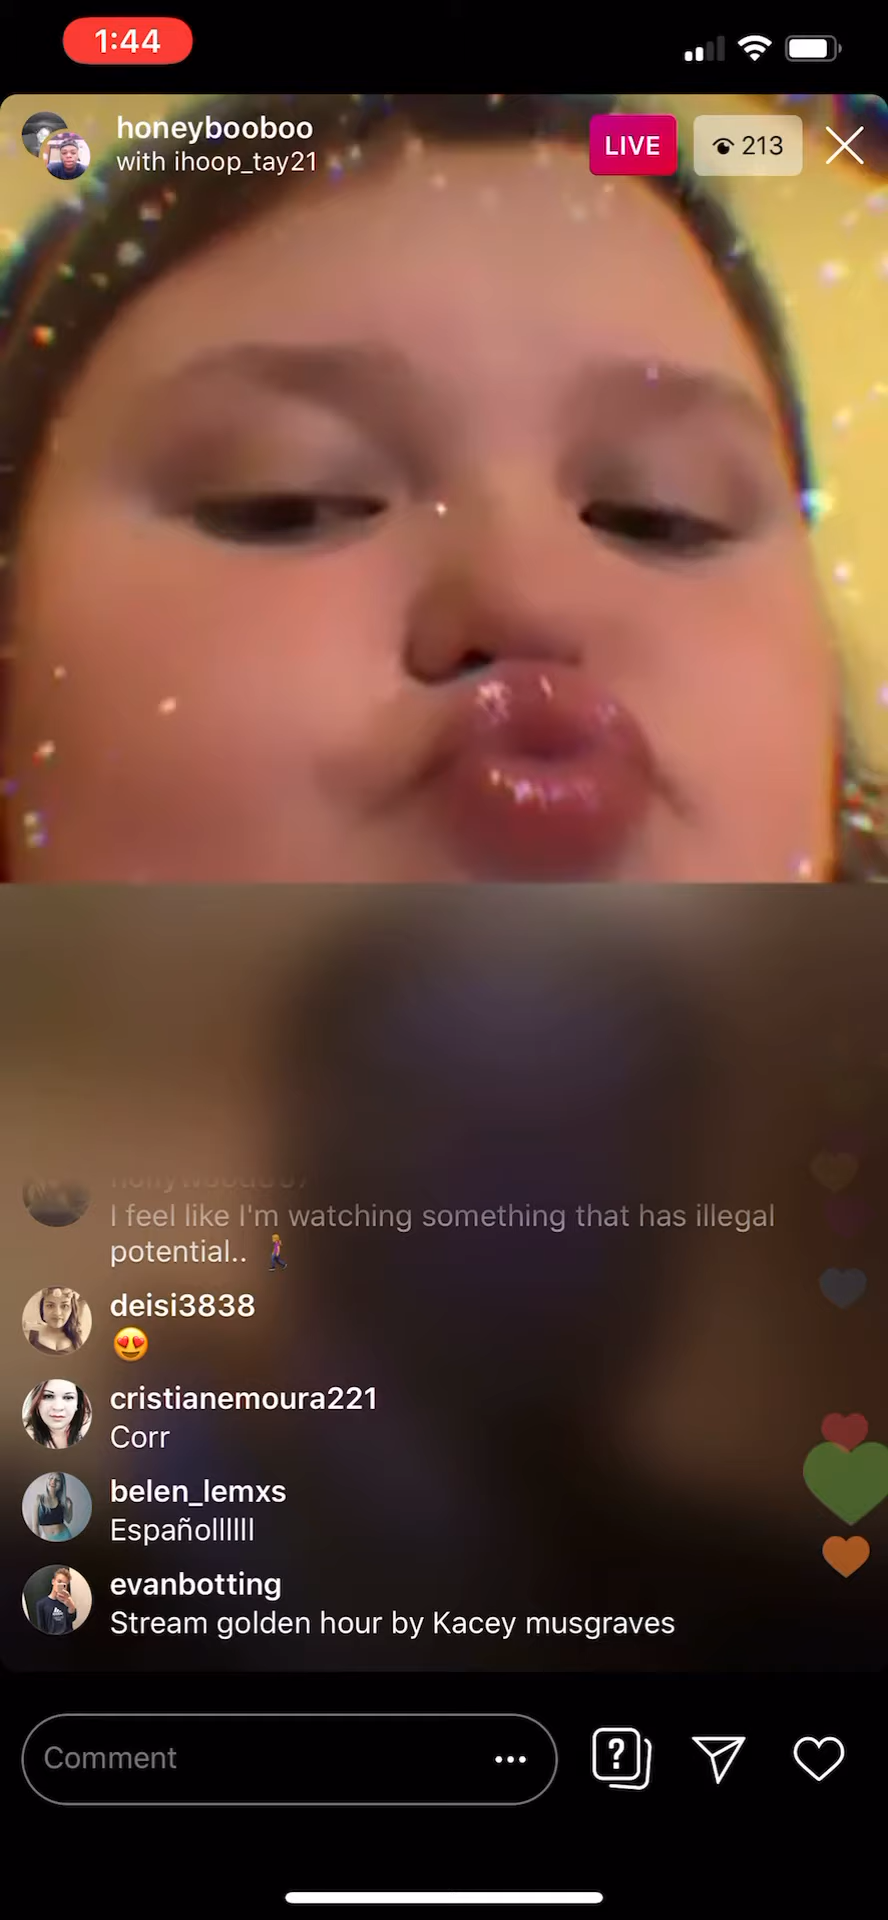 1:44
honeybooboo
with ihoop_tay21
LIVE
213
I feel like I'm watching something that has illegal
potential..
deisi3838
cristianemoura221
Corr
belen_lemxs
Españollllll
evanbotting
Stream golden hour by Kacey musgraves
Comment